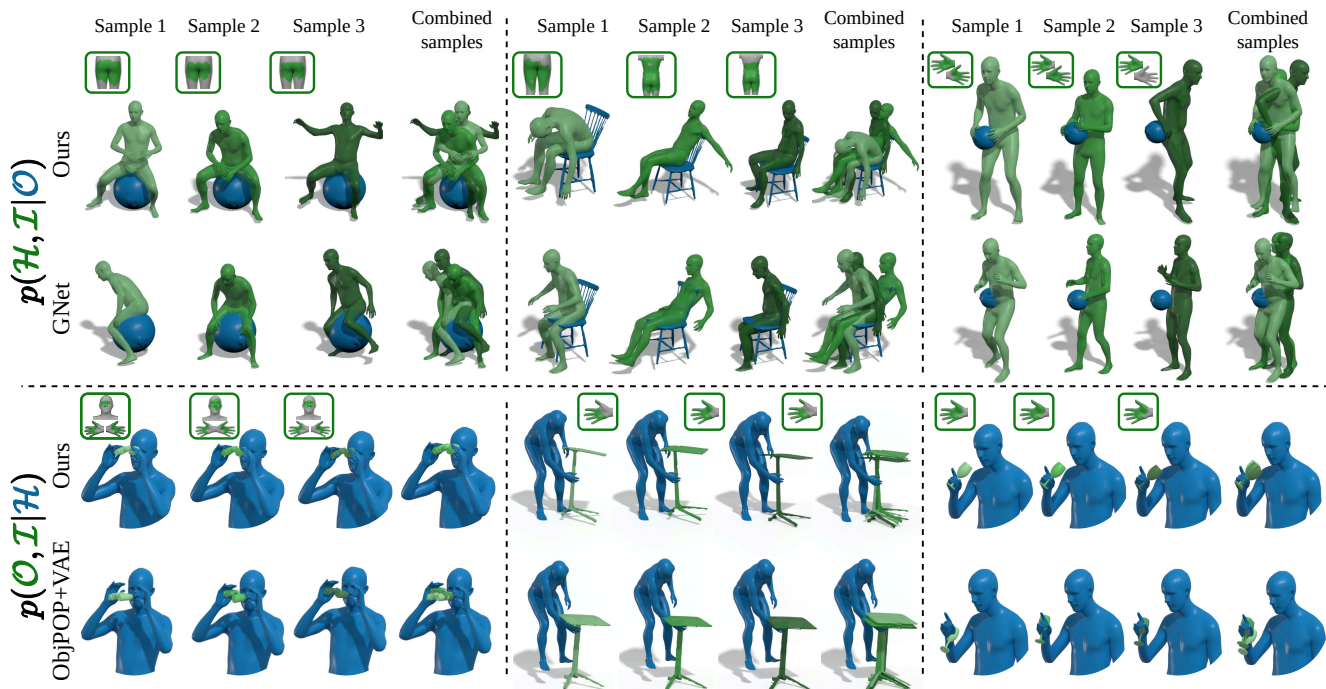 Sample 1 Sample 2 Sample 3 Combined samples
Sample 1 Sample 2 Sample 3 Combined samples
Sample 1 Sample 2 Sample 3 Combined samples
p(H, I|O)
Ours
GNet
p(O, I|H)
Ours
ObjPOP+VAE